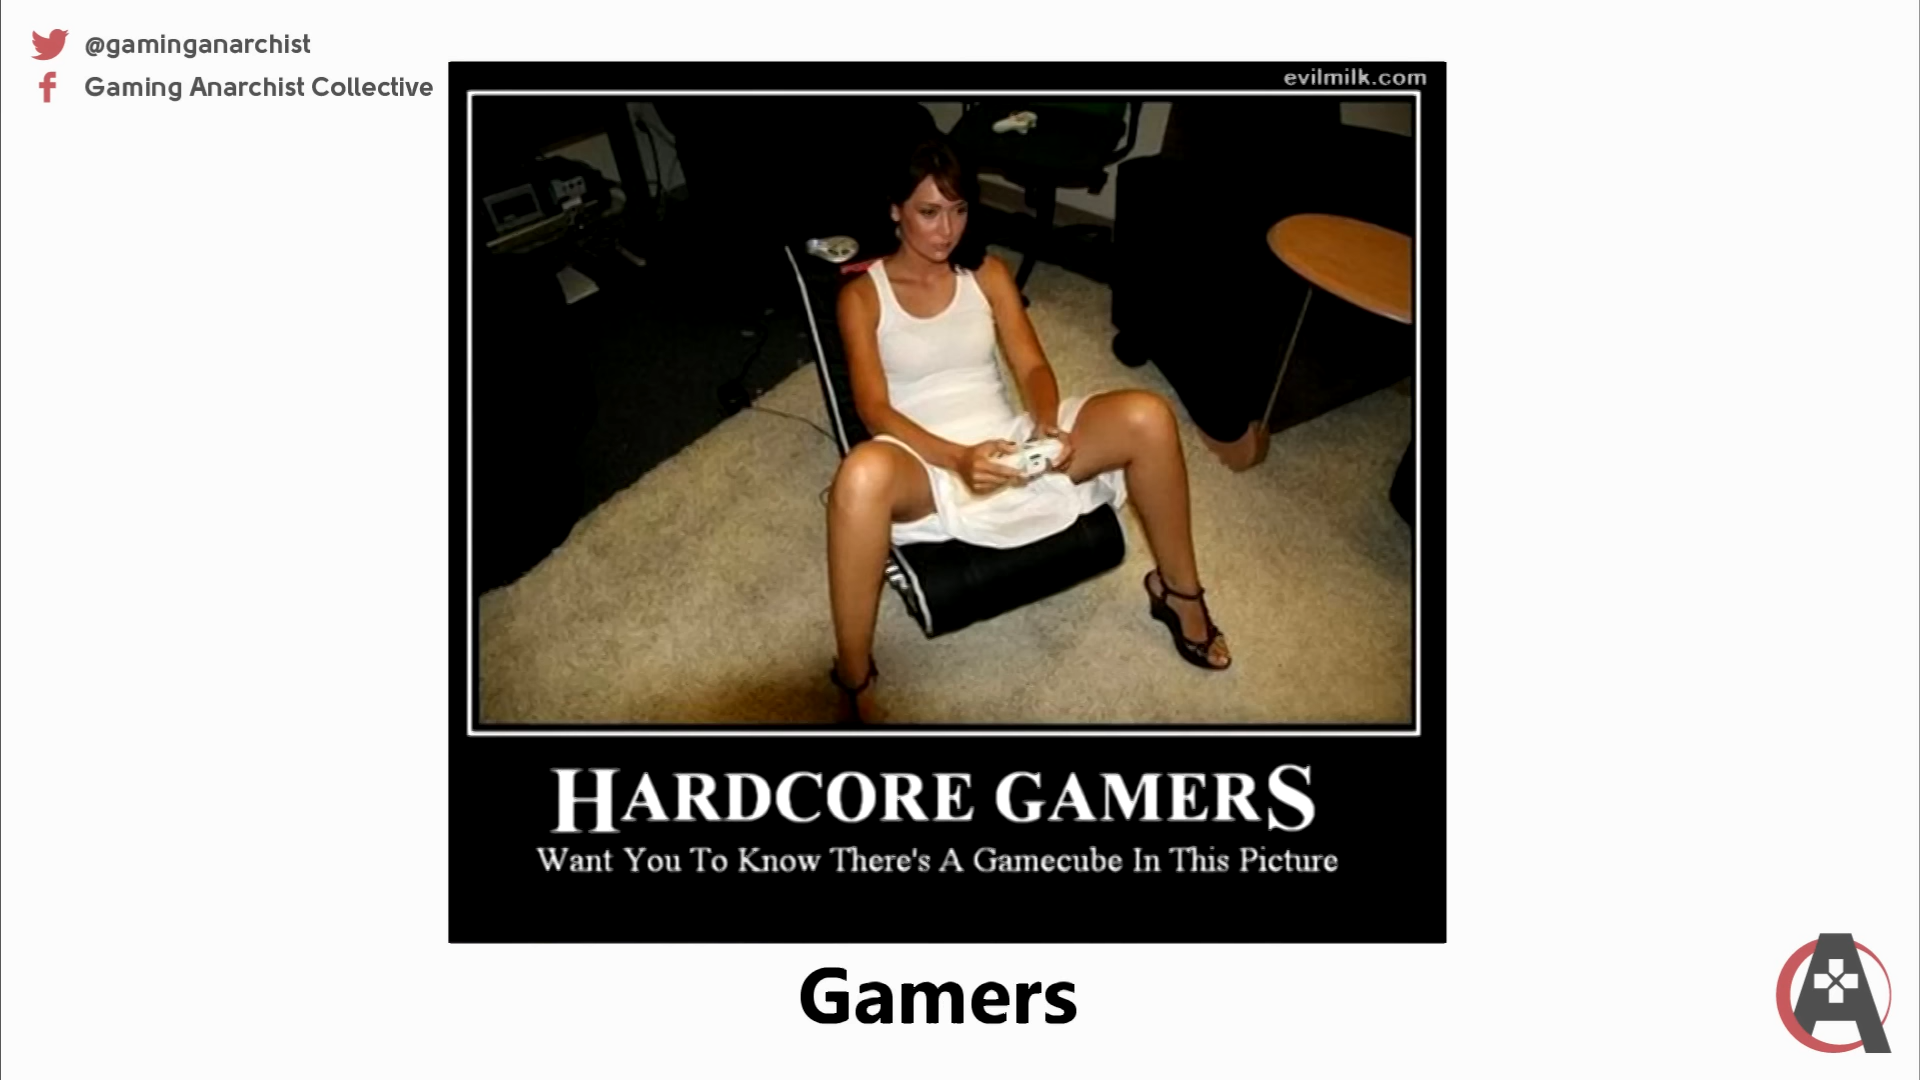 @gaminganarchist
Gaming Anarchist Collective
evilmilk.com
HARDCORE GAMERS
Want You To Know There's A Gamecube In This Picture
Gamers